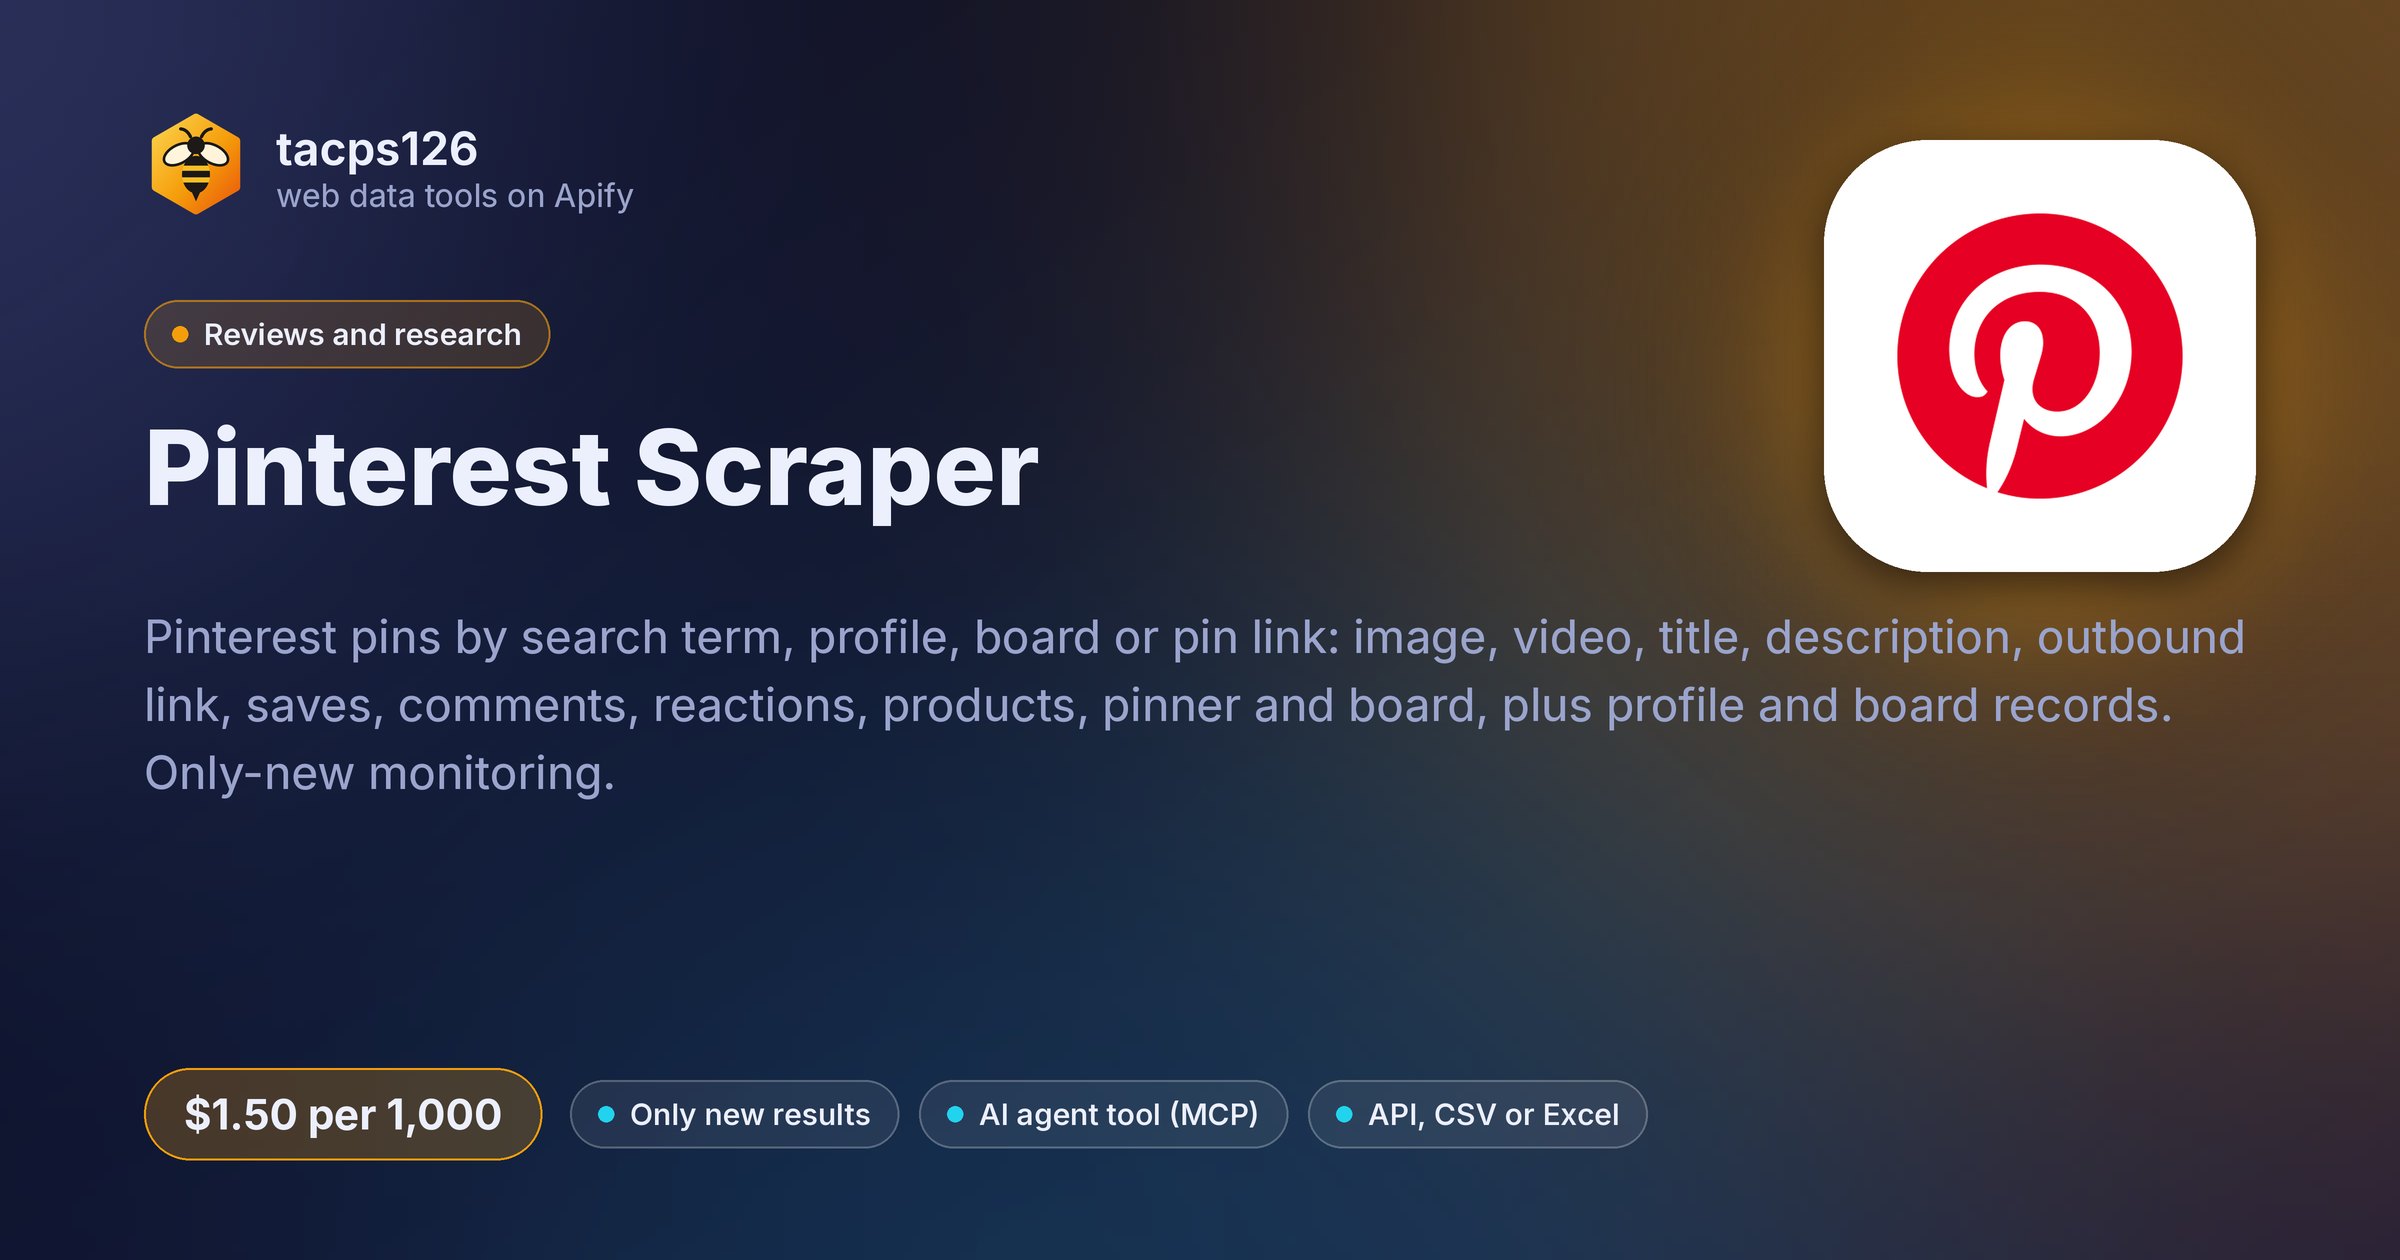 tacps126
web data tools on Apify
Reviews and research
Pinterest Scraper
Pinterest pins by search term, profile, board or pin link: image, video, title, description, outbound
link, saves, comments, reactions, products, pinner and board, plus profile and board records.
Only-new monitoring.
$1.50 per 1,000
Only new results
AI agent tool (MCP)
API, CSV or Excel